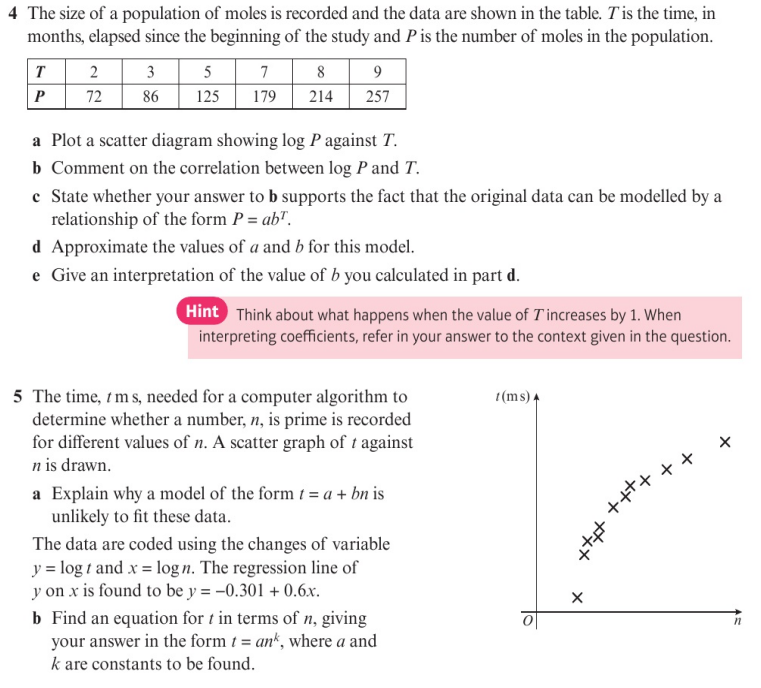 4 The size of a population of moles is recorded and the data are shown in the table. T is the time, in
months, elapsed since the beginning of the study and P is the number of moles in the population.
T 2 3 5 7 8 9
P 72 86 125 179 214 257
a Plot a scatter diagram showing log P against T.
b Comment on the correlation between log P and T.
c State whether your answer to b supports the fact that the original data can be modelled by a
relationship of the form P = abᵀ.
d Approximate the values of a and b for this model.
e Give an interpretation of the value of b you calculated in part d.
Hint Think about what happens when the value of T increases by 1. When
interpreting coefficients, refer in your answer to the context given in the question.
5 The time, t m s, needed for a computer algorithm to
determine whether a number, n, is prime is recorded
for different values of n. A scatter graph of t against
n is drawn.
a Explain why a model of the form t = a + bn is
unlikely to fit these data.
The data are coded using the changes of variable
y = log t and x = log n. The regression line of
y on x is found to be y = −0.301 + 0.6x.
b Find an equation for t in terms of n, giving
your answer in the form t = anᵏ, where a and
k are constants to be found.
t (m s)
O
n